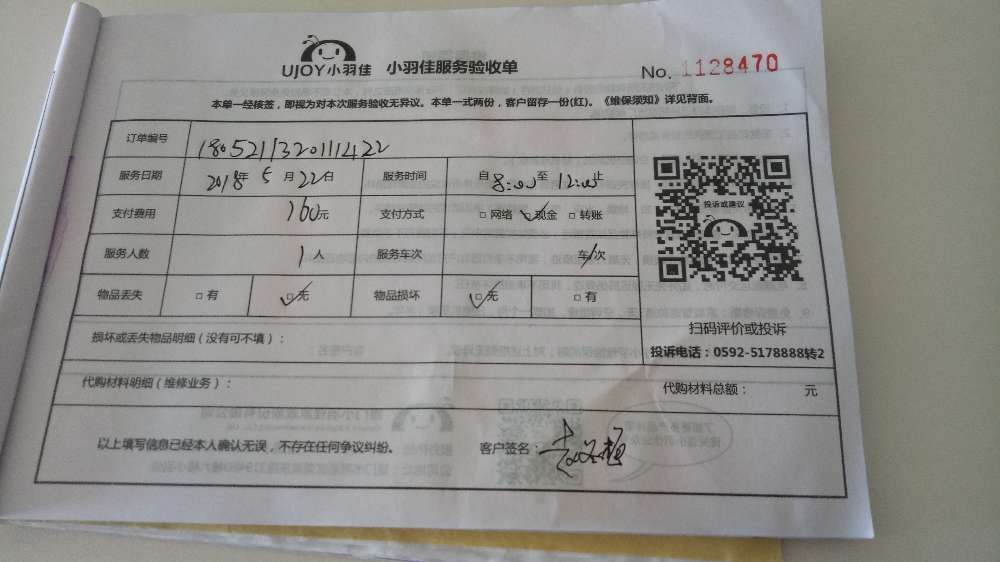 UJOY小羽佳 小羽佳服务验收单 No. 1128470
本单一经核签，即视为对本次服务验收无异议。本单一式两份，客户留存一份(红)。《维保须知》详见背面。
订单编号 180521132011422
服务日期 2018年 5 月 22日 服务时间 自 8:00 至 12:00 止
支付费用 160元 支付方式 □ 网络 □ 现金 □ 转账
投诉或建议
服务人数 1 人 服务车次 车/次
物品丢失 □ 有 □ 无 物品损坏 □ 无 □ 有
扫码评价或投诉
损坏或丢失物品明细（没有可不填）：
投诉电话：0592-5178888转2
代购材料明细（维修业务）： 代购材料总额： 元
以上填写信息已经本人确认无误，不存在任何争议纠纷。 客户签名：